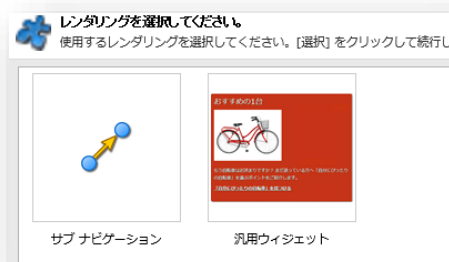 レンダリングを選択してください。
使用するレンダリングを選択してください。[選択] をクリックして続行し
おすすめの1台
サブ ナビゲーション
汎用ウィジェット